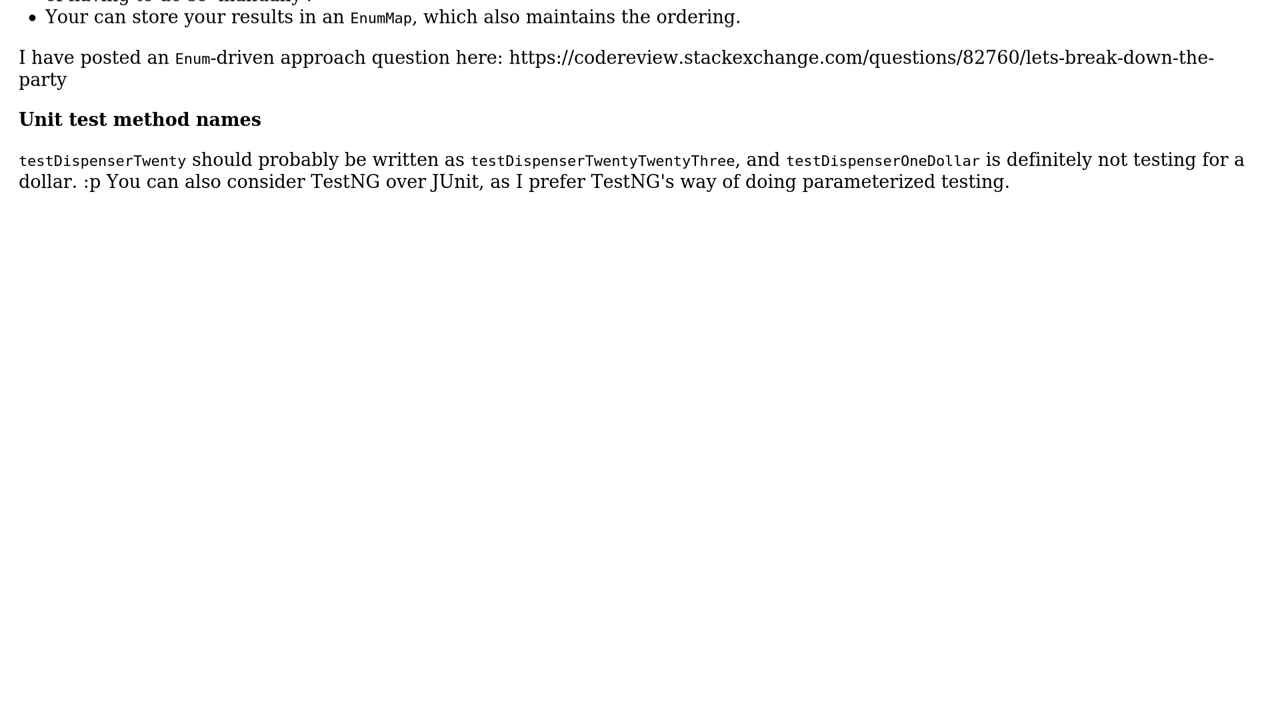 Your can store your results in an EnumMap, which also maintains the ordering.
I have posted an Enum-driven approach question here: https://codereview.stackexchange.com/questions/82760/lets-break-down-the-
party
Unit test method names
testDispenserTwenty should probably be written as testDispenserTwentyTwentyThree, and testDispenserOneDollar is definitely not testing for a
dollar. :p You can also consider TestNG over JUnit, as I prefer TestNG's way of doing parameterized testing.